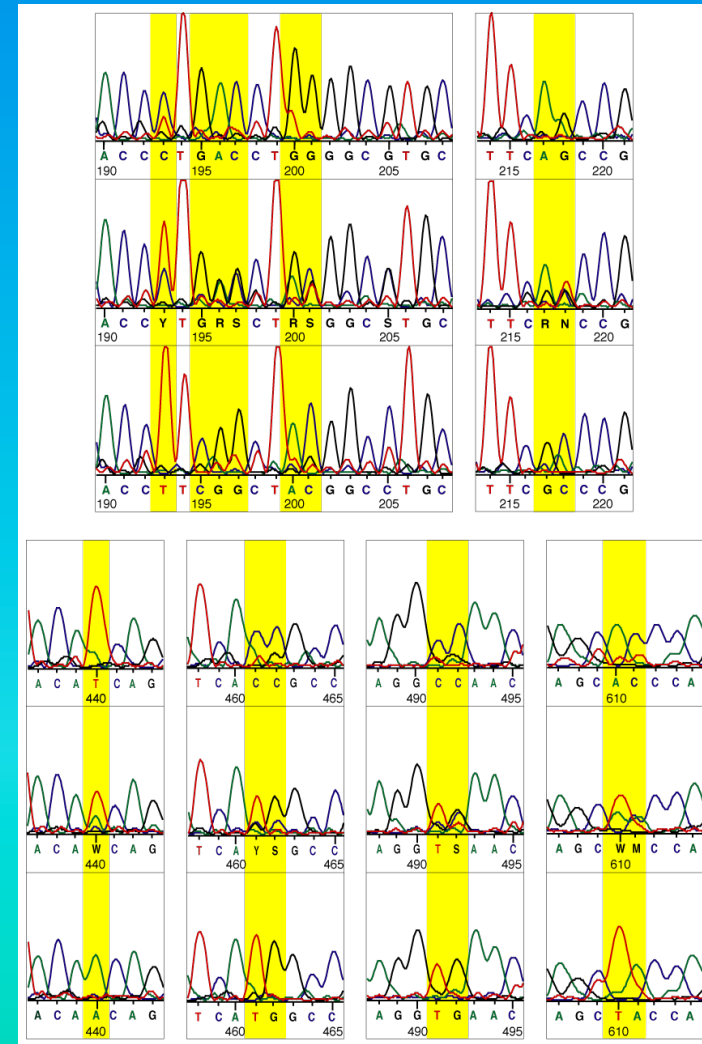 A C C C T G A C C T G G G G C G T G C
190 195 200 205
T T C A G C C G
215 220
A C C Y T G R S C T R S G G C S T G C
190 195 200 205
T T C R N C C G
215 220
A C C T T C G G C T A C G G C C T G C
190 195 200 205
T T C G C C C G
215 220
A C A T C A G
440
T C A C C G C C
460 465
A G G C C A A C
490 495
A G C A C C C A
610
A C A W C A G
440
T C A Y S G C C
460 465
A G G T S A A C
490 495
A G C W M C C A
610
A C A A C A G
440
T C A T G G C C
460 465
A G G T G A A C
490 495
A G C T A C C A
610